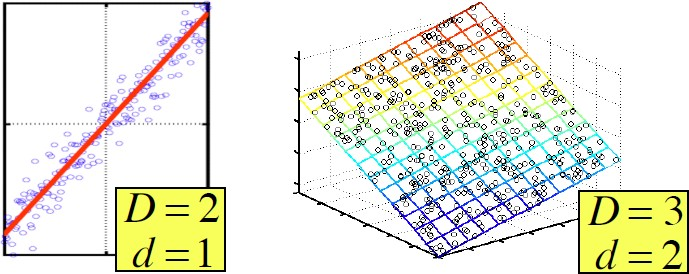 D = 2
d = 1
D = 3
d = 2